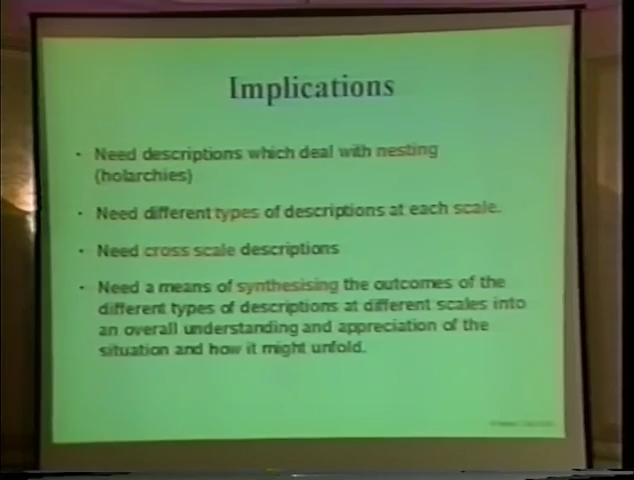 Implications
• Need descriptions which deal with nesting
(holarchies)
• Need different types of descriptions at each scale.
• Need cross scale descriptions
• Need a means of synthesising the outcomes of the
different types of descriptions at different scales into
an overall understanding and appreciation of the
situation and how it might unfold.